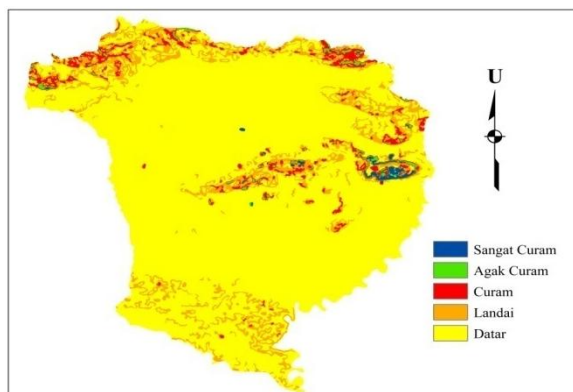 U
Sangat Curam
Agak Curam
Curam
Landai
Datar